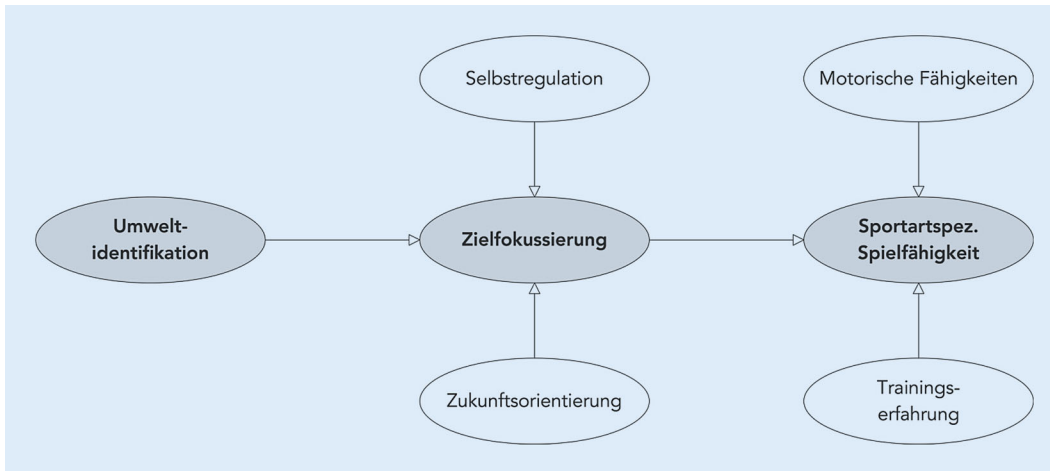 Selbstregulation
Motorische Fähigkeiten
Umwelt-
identifikation
Zielfokussierung
Sportartspez.
Spielfähigkeit
Zukunftsorientierung
Trainings-
erfahrung